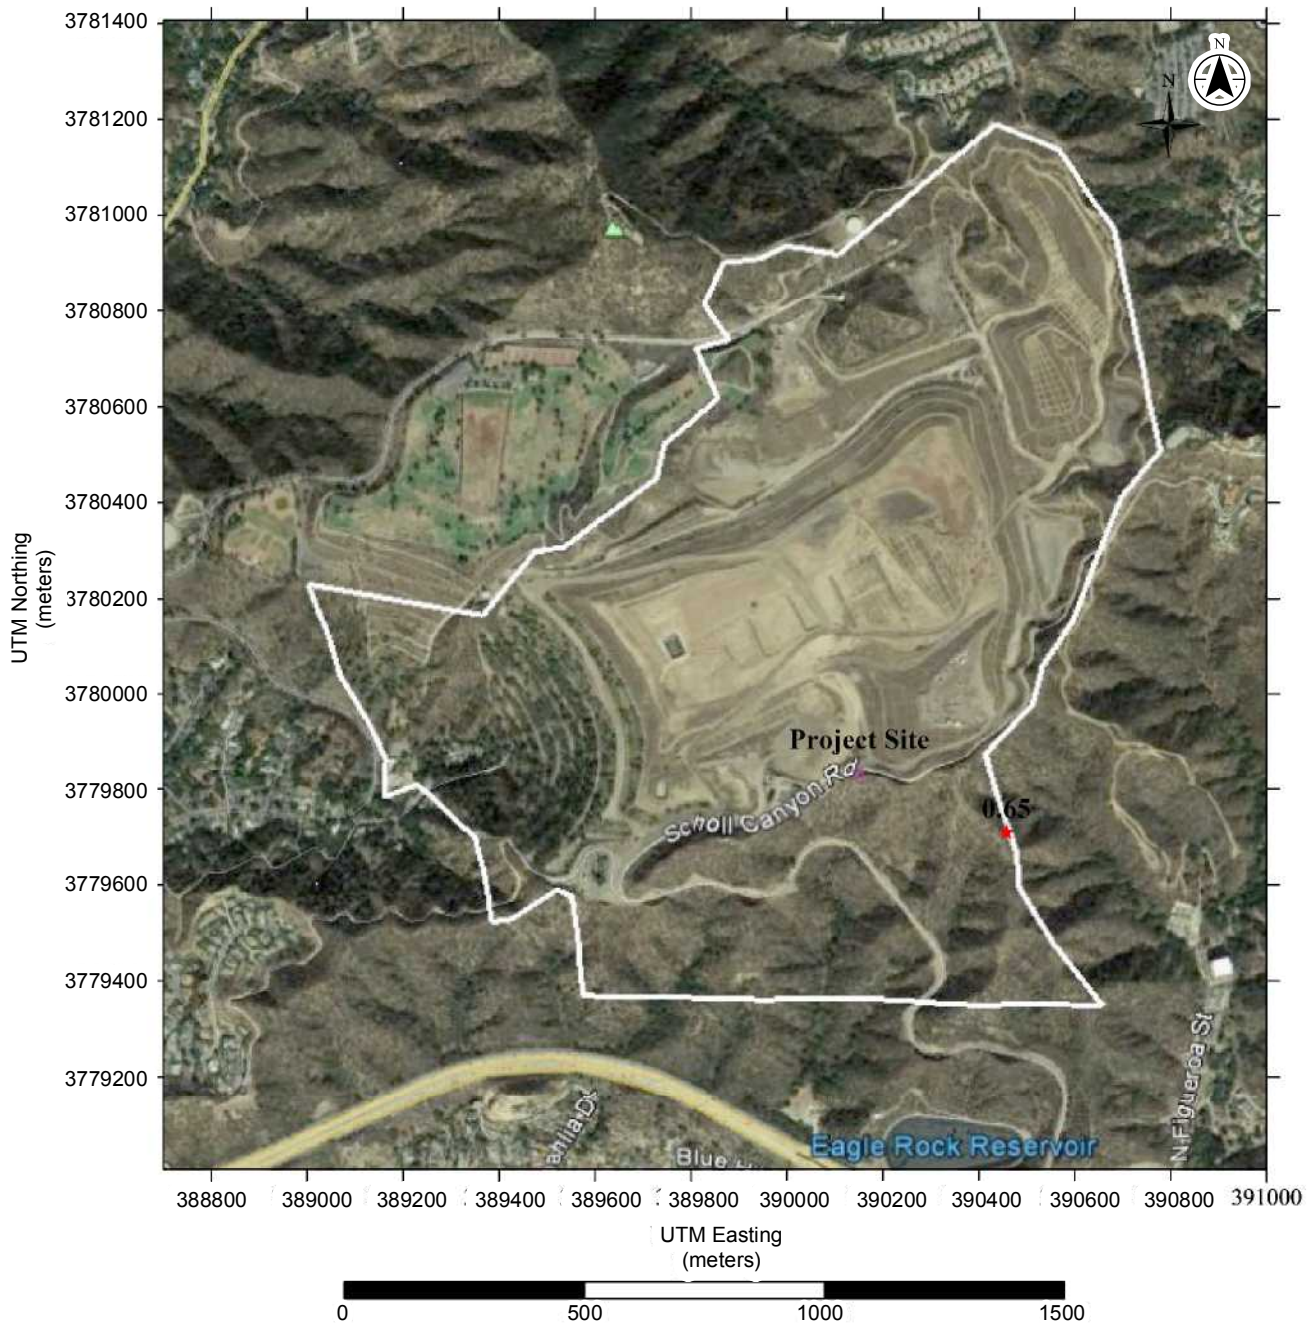 3781400
N
3781200
N
3781000
3780800
3780600
3780400
UTM Northing
(meters)
3780200
3780000
Project Site
3779800
Scholl Canyon Rd
0.65
3779600
3779400
3779200
N Figueroa St
Eagle Rock Reservoir
Blue
388800 389000 389200 389400 389600 389800 390000 390200 390400 390600 390800 391000
UTM Easting
(meters)
0 500 1000 1500